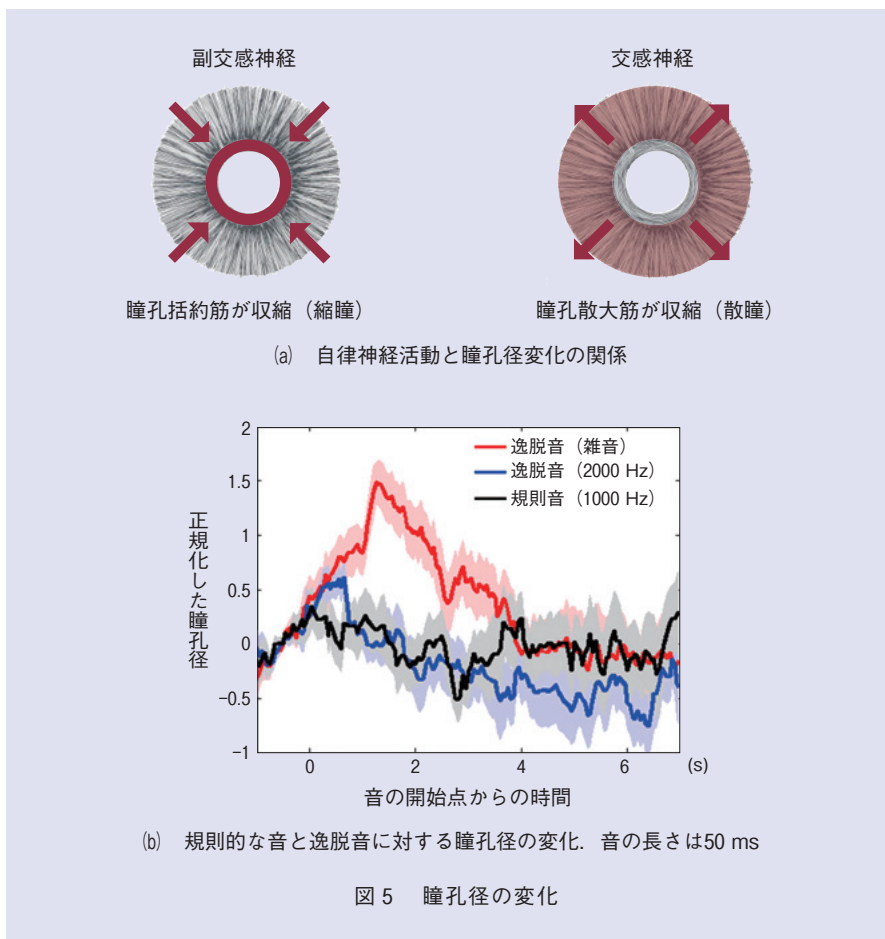 副交感神経
交感神経
瞳孔括約筋が収縮（縮瞳）
瞳孔散大筋が収縮（散瞳）
(a) 自律神経活動と瞳孔径変化の関係
2
1.5
1
0.5
0
−0.5
−1
正規化した瞳孔径
逸脱音（雑音）
逸脱音（2000 Hz）
規則音（1000 Hz）
0 2 4 6 (s)
音の開始点からの時間
(b) 規則的な音と逸脱音に対する瞳孔径の変化．音の長さは50 ms
図 5 瞳孔径の変化